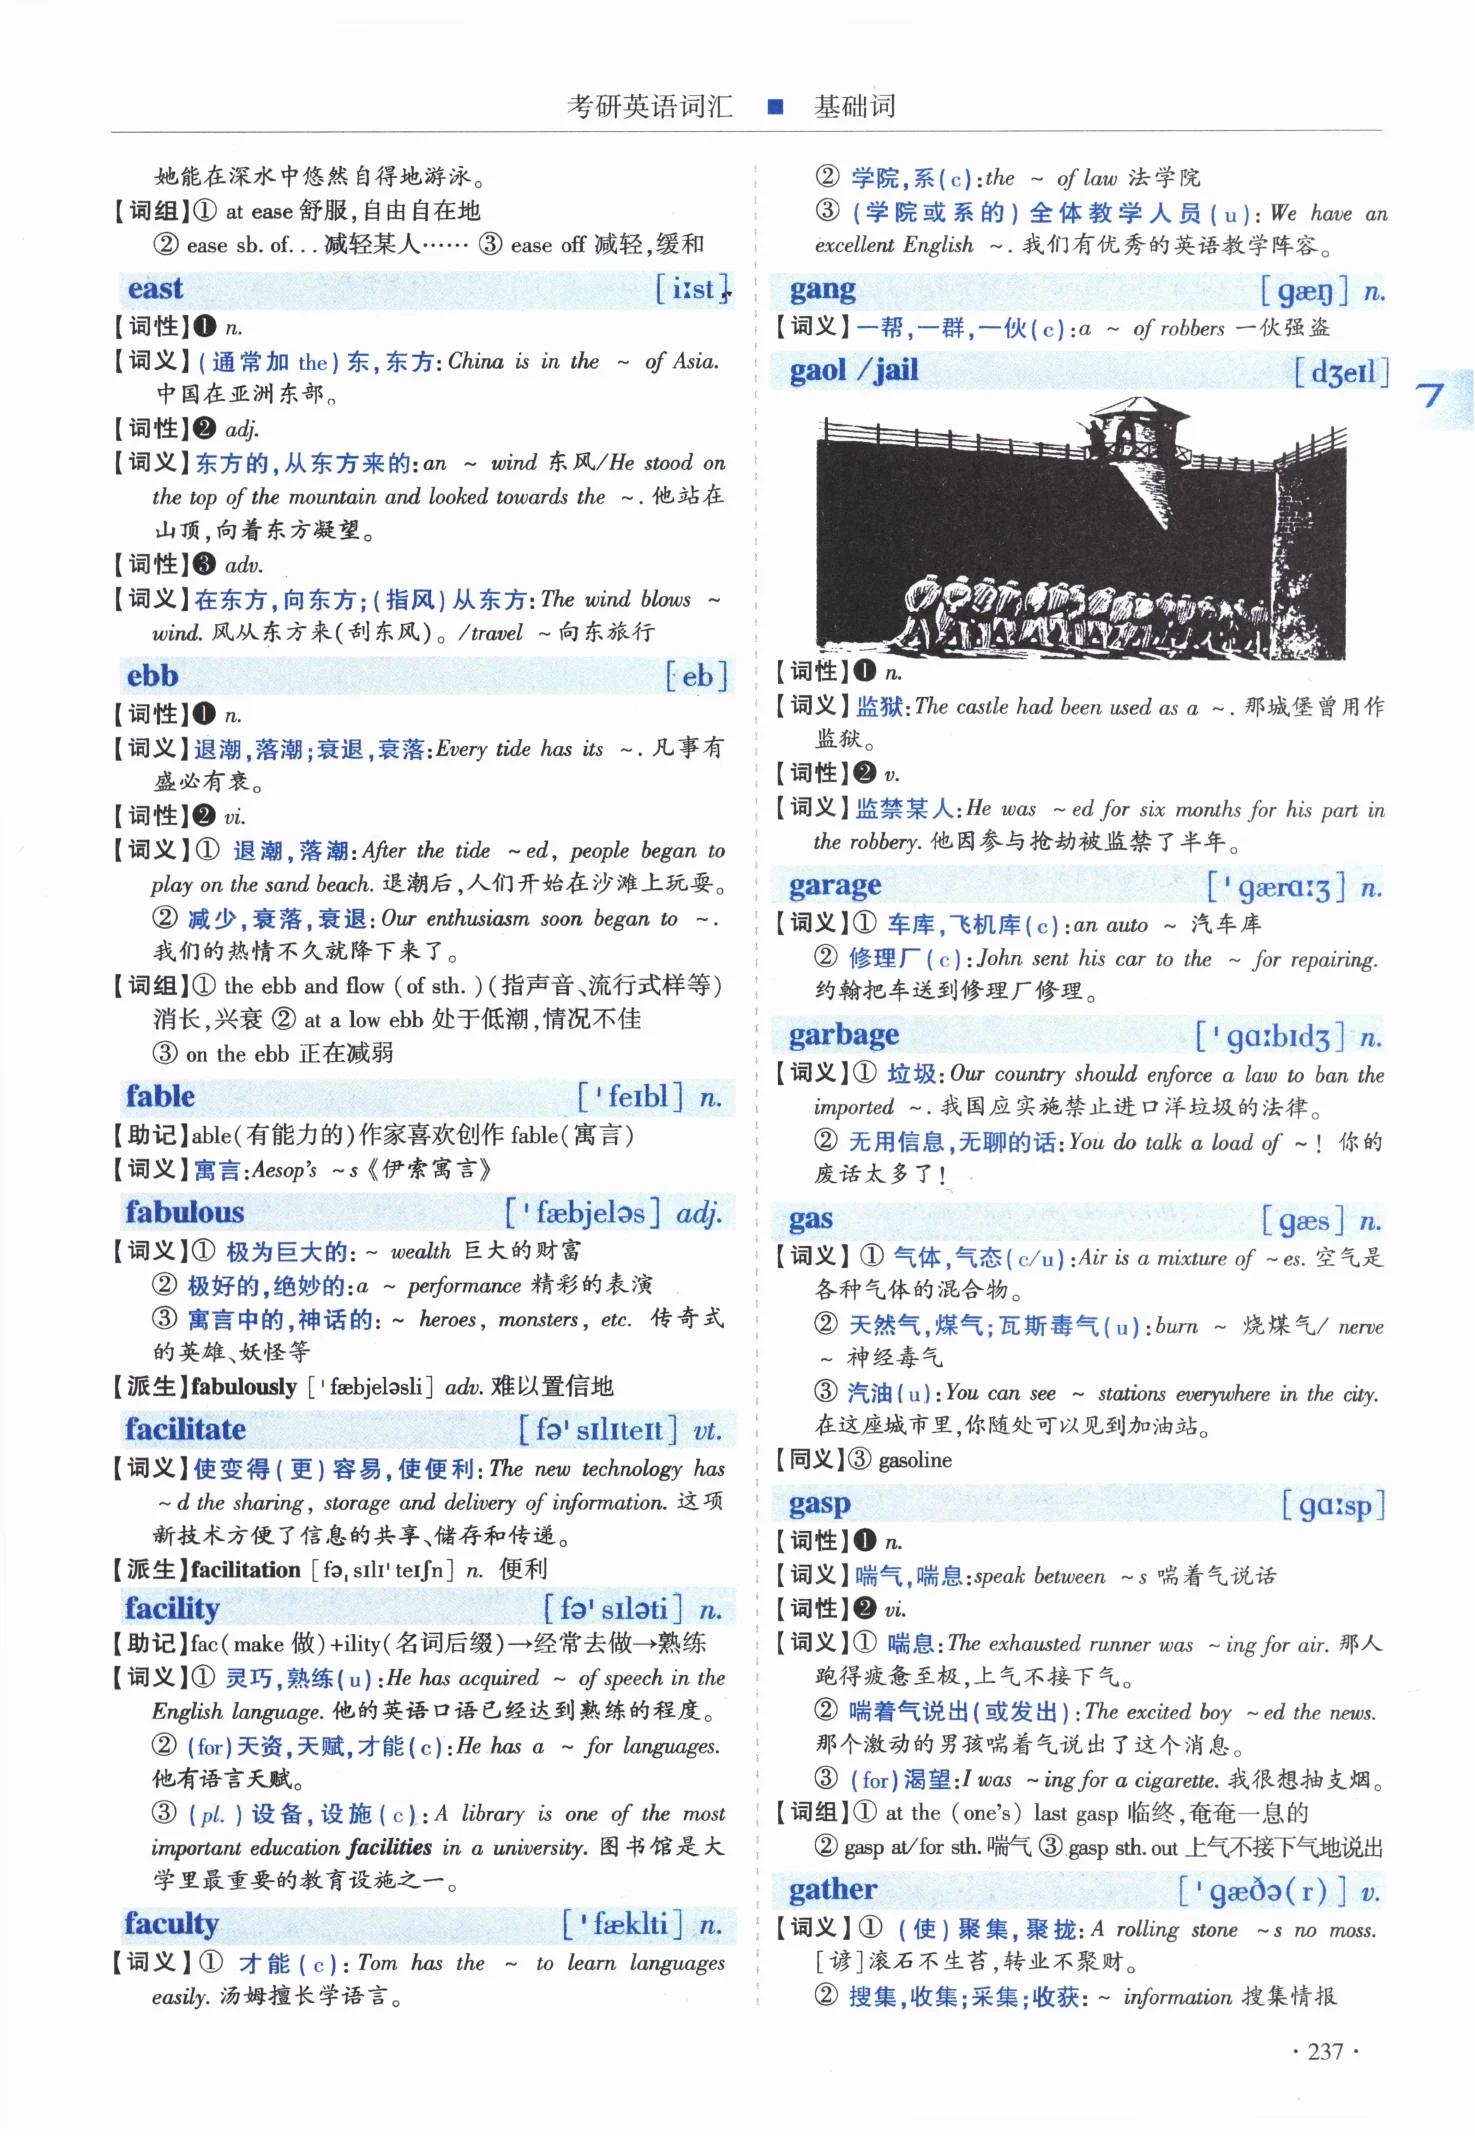 考研英语词汇 ■ 基础词
她能在深水中悠然自得地游泳。
【词组】① at ease 舒服,自由自在地
② ease sb. of... 减轻某人…… ③ ease off 减轻,缓和
east [iːst]
【词性】❶ n.
【词义】(通常加 the)东,东方:China is in the ~ of Asia.
中国在亚洲东部。
【词性】❷ adj.
【词义】东方的,从东方来的:an ~ wind 东风/He stood on
the top of the mountain and looked towards the ~. 他站在
山顶,向着东方凝望。
【词性】❸ adv.
【词义】在东方,向东方;(指风)从东方:The wind blows ~
wind. 风从东方来(刮东风)。/travel ~向东旅行
ebb [eb]
【词性】❶ n.
【词义】退潮,落潮;衰退,衰落:Every tide has its ~. 凡事有
盛必有衰。
【词性】❷ vi.
【词义】① 退潮,落潮:After the tide ~ed, people began to
play on the sand beach. 退潮后,人们开始在沙滩上玩耍。
② 减少,衰落,衰退:Our enthusiasm soon began to ~.
我们的热情不久就降下来了。
【词组】① the ebb and flow (of sth.)(指声音、流行式样等)
消长,兴衰 ② at a low ebb 处于低潮,情况不佳
③ on the ebb 正在减弱
fable [ˈfeɪbl] n.
【助记】able(有能力的)作家喜欢创作 fable(寓言)
【词义】寓言:Aesop's ~s《伊索寓言》
fabulous [ˈfæbjeləs] adj.
【词义】① 极为巨大的: ~ wealth 巨大的财富
② 极好的,绝妙的:a ~ performance 精彩的表演
③ 寓言中的,神话的: ~ heroes, monsters, etc. 传奇式
的英雄、妖怪等
【派生】fabulously [ˈfæbjeləsli] adv. 难以置信地
facilitate [fəˈsɪlɪteɪt] vt.
【词义】使变得(更)容易,使便利:The new technology has
~d the sharing, storage and delivery of information. 这项
新技术方便了信息的共享、储存和传递。
【派生】facilitation [fəˌsɪlɪˈteɪʃn] n. 便利
facility [fəˈsɪləti] n.
【助记】fac(make 做)+ility(名词后缀)→经常去做→熟练
【词义】① 灵巧,熟练(u):He has acquired ~ of speech in the
English language. 他的英语口语已经达到熟练的程度。
② (for)天资,天赋,才能(c):He has a ~ for languages.
他有语言天赋。
③ (pl.)设备,设施(c):A library is one of the most
important education facilities in a university. 图书馆是大
学里最重要的教育设施之一。
faculty [ˈfæklti] n.
【词义】① 才能(c):Tom has the ~ to learn languages
easily. 汤姆擅长学语言。
② 学院,系(c):the ~ of law 法学院
③ (学院或系的)全体教学人员(u):We have an
excellent English ~. 我们有优秀的英语教学阵容。
gang [gæŋ] n.
【词义】一帮,一群,一伙(c):a ~ of robbers 一伙强盗
gaol /jail [dʒeɪl]
7
【词性】❶ n.
【词义】监狱:The castle had been used as a ~. 那城堡曾用作
监狱。
【词性】❷ v.
【词义】监禁某人:He was ~ed for six months for his part in
the robbery. 他因参与抢劫被监禁了半年。
garage [ˈgærɑːʒ] n.
【词义】① 车库,飞机库(c):an auto ~ 汽车库
② 修理厂(c):John sent his car to the ~ for repairing.
约翰把车送到修理厂修理。
garbage [ˈgɑːbɪdʒ] n.
【词义】① 垃圾:Our country should enforce a law to ban the
imported ~. 我国应实施禁止进口洋垃圾的法律。
② 无用信息,无聊的话:You do talk a load of ~! 你的
废话太多了!
gas [gæs] n.
【词义】① 气体,气态(c/u):Air is a mixture of ~es. 空气是
各种气体的混合物。
② 天然气,煤气;瓦斯毒气(u):burn ~ 烧煤气/ nerve
~ 神经毒气
③ 汽油(u):You can see ~ stations everywhere in the city.
在这座城市里,你随处可以见到加油站。
【同义】③ gasoline
gasp [gɑːsp]
【词性】❶ n.
【词义】喘气,喘息:speak between ~s 喘着气说话
【词性】❷ vi.
【词义】① 喘息:The exhausted runner was ~ing for air. 那人
跑得疲惫至极,上气不接下气。
② 喘着气说出(或发出):The excited boy ~ed the news.
那个激动的男孩喘着气说出了这个消息。
③ (for)渴望:I was ~ing for a cigarette. 我很想抽支烟。
【词组】① at the (one's) last gasp 临终,奄奄一息的
② gasp at/for sth. 喘气 ③ gasp sth. out 上气不接下气地说出
gather [ˈgæðə(r)] v.
【词义】① (使)聚集,聚拢:A rolling stone ~s no moss.
[谚]滚石不生苔,转业不聚财。
② 搜集,收集;采集;收获: ~ information 搜集情报
· 237 ·